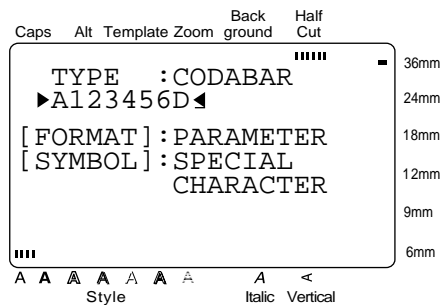 Back Half
Caps Alt Template Zoom ground Cut
36mm
TYPE :CODABAR
24mm
▶A123456D◀
18mm
[FORMAT]:PARAMETER
[SYMBOL]:SPECIAL
12mm
CHARACTER
9mm
6mm
A A A A A A A A A
Style Italic Vertical